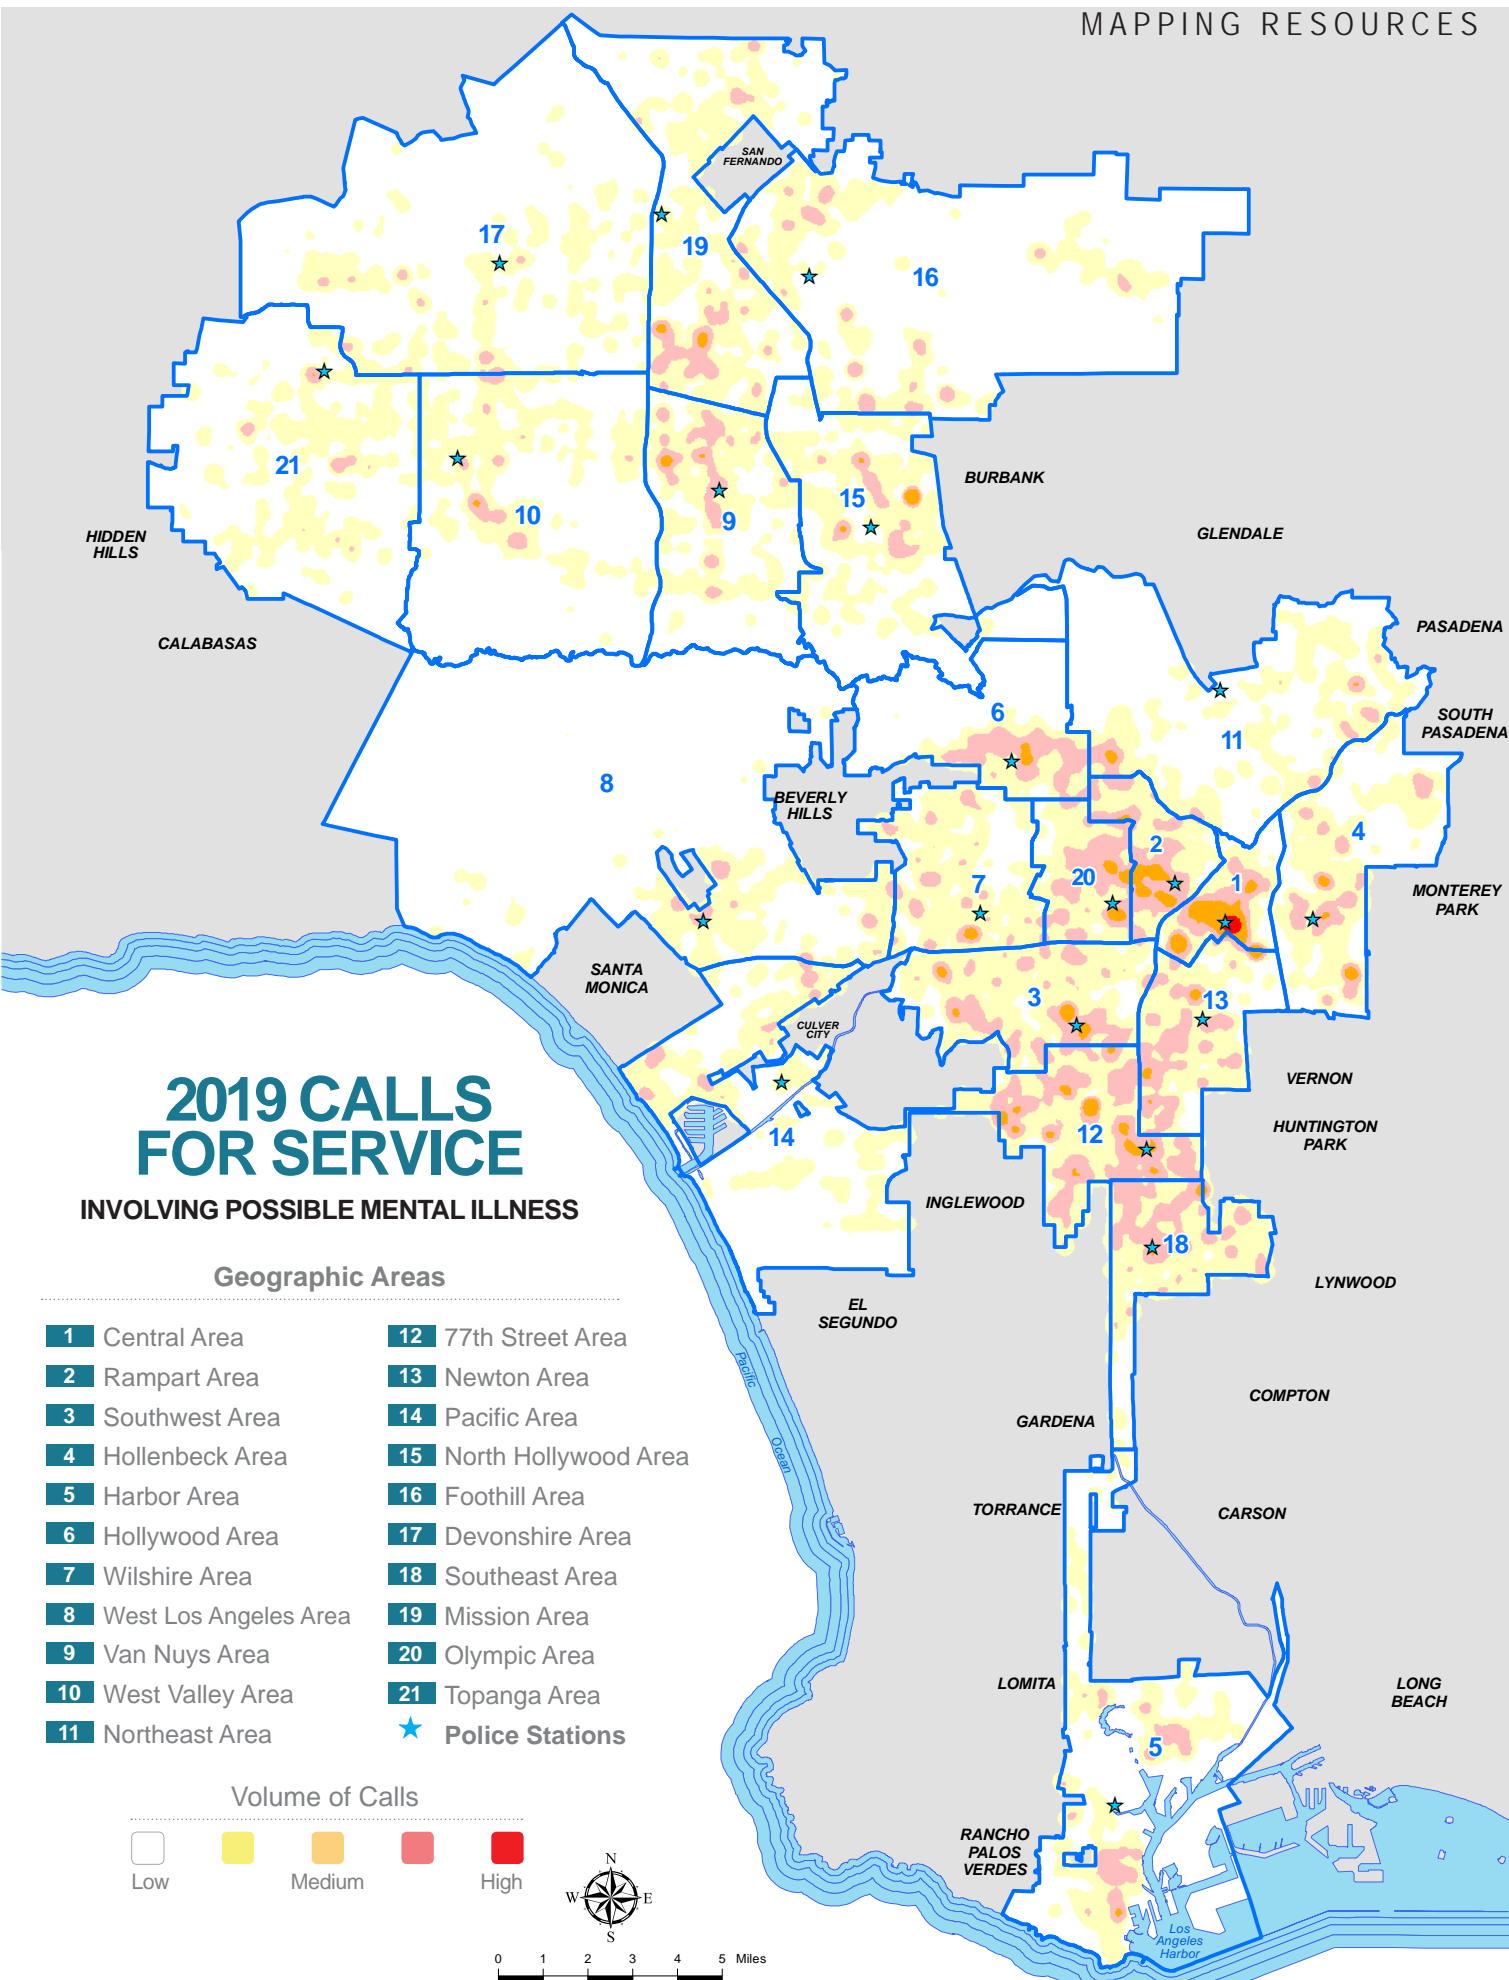 MAPPING RESOURCES
SAN
FERNANDO
17
19
16
21
10
9
15
BURBANK
GLENDALE
HIDDEN
HILLS
CALABASAS
PASADENA
SOUTH
PASADENA
6
11
8
BEVERLY
HILLS
4
2
7
20
1
MONTEREY
PARK
SANTA
MONICA
3
13
CULVER
CITY
VERNON
HUNTINGTON
PARK
14
12
INGLEWOOD
18
LYNWOOD
EL
SEGUNDO
Pacific
Ocean
COMPTON
GARDENA
TORRANCE
CARSON
LOMITA
LONG
BEACH
5
RANCHO
PALOS
VERDES
Los
Angeles
Harbor
2019 CALLS
FOR SERVICE
INVOLVING POSSIBLE MENTAL ILLNESS
Geographic Areas
1 Central Area
2 Rampart Area
3 Southwest Area
4 Hollenbeck Area
5 Harbor Area
6 Hollywood Area
7 Wilshire Area
8 West Los Angeles Area
9 Van Nuys Area
10 West Valley Area
11 Northeast Area
12 77th Street Area
13 Newton Area
14 Pacific Area
15 North Hollywood Area
16 Foothill Area
17 Devonshire Area
18 Southeast Area
19 Mission Area
20 Olympic Area
21 Topanga Area
Police Stations
Volume of Calls
Low Medium High
N
W E
S
0 1 2 3 4 5 Miles